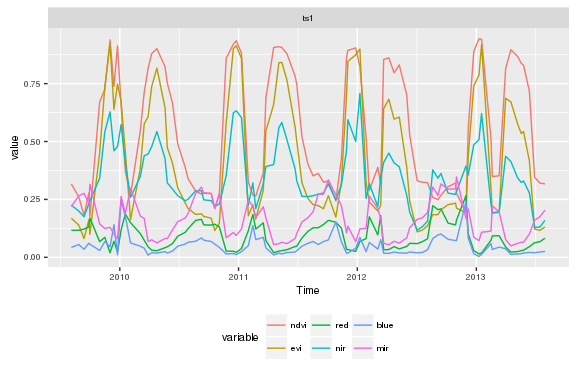 ts1
value
0.75
0.50
0.25
0.00
2010 2011 2012 2013
Time
variable
ndvi red blue
evi nir mir